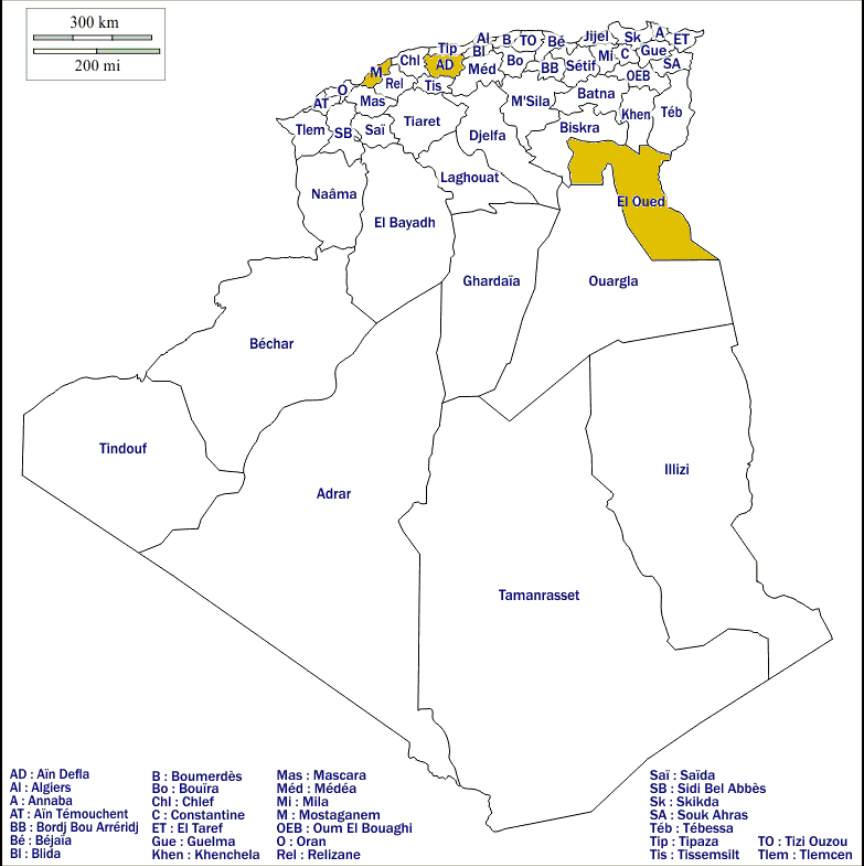 300 km
200 mi
Al B TO Bé Jijel Sk A ET
Tip Bl Mi C Gue
M Chl AD Méd Bo BB Sétif SA
Rel Tis OEB
O Mas M'Sila Batna
AT Khen Téb
Tlem SB Saï Tiaret Djelfa Biskra
Laghouat
Naâma El Oued
El Bayadh
Ghardaïa Ouargla
Béchar
Tindouf
Illizi
Adrar
Tamanrasset
AD : Aïn Defla
Al : Algiers
A : Annaba
AT : Aïn Témouchent
BB : Bordj Bou Arréridj
Bé : Béjaïa
Bl : Blida
B : Boumerdès
Bo : Bouïra
Chl : Chlef
C : Constantine
ET : El Taref
Gue : Guelma
Khen : Khenchela
Mas : Mascara
Méd : Médéa
Mi : Mila
M : Mostaganem
OEB : Oum El Bouaghi
O : Oran
Rel : Relizane
Saï : Saïda
SB : Sidi Bel Abbès
Sk : Skikda
SA : Souk Ahras
Téb : Tébessa
Tip : Tipaza
Tis : Tissemsilt
TO : Tizi Ouzou
Tlem : Tlemcen